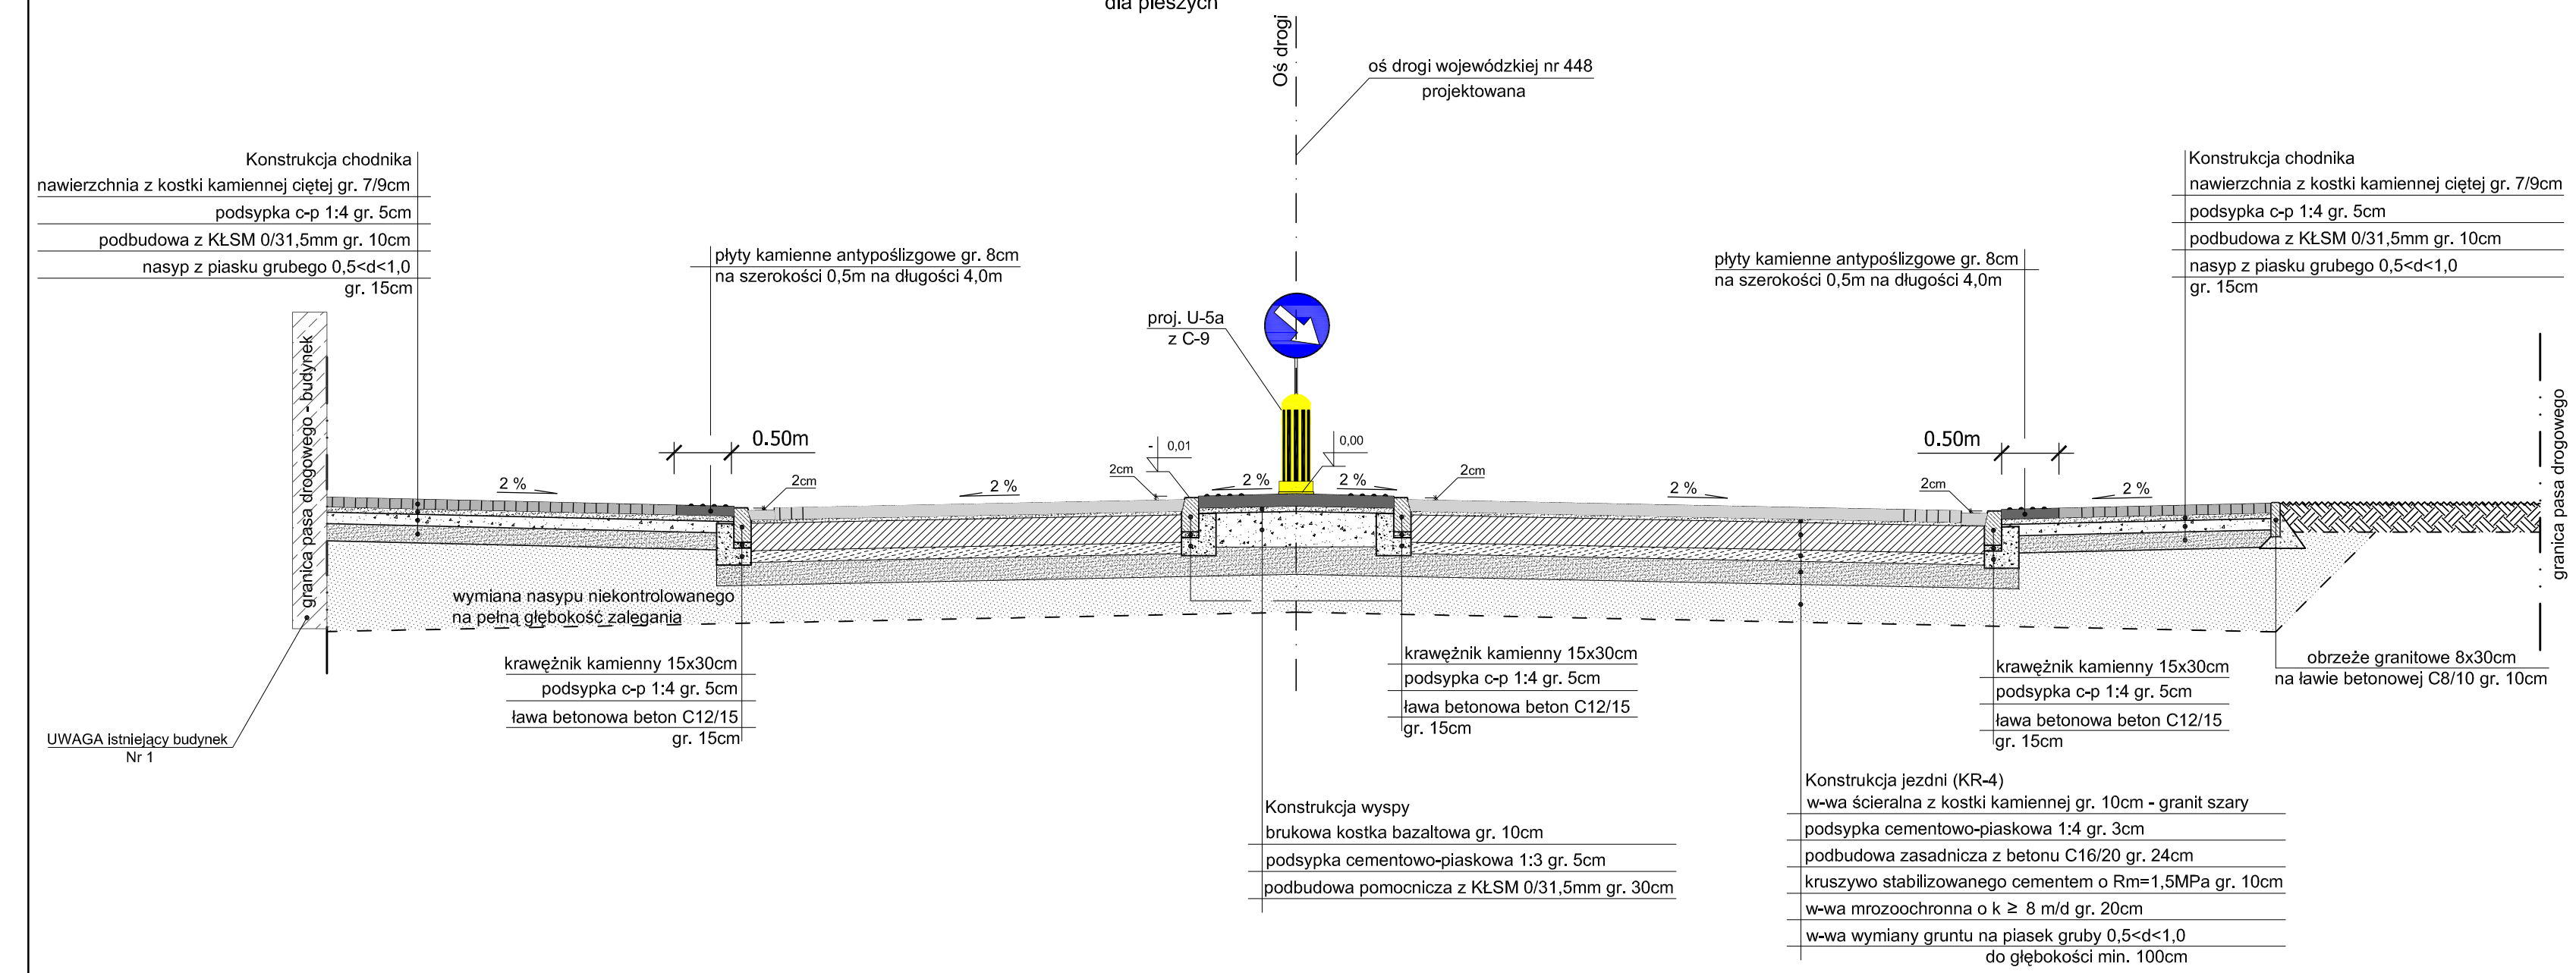 dla pieszych
Oś drogi
oś drogi wojewódzkiej nr 448
projektowana
Konstrukcja chodnika
nawierzchnia z kostki kamiennej ciętej gr. 7/9cm
podsypka c-p 1:4 gr. 5cm
podbudowa z KŁSM 0/31,5mm gr. 10cm
nasyp z piasku grubego 0,5<d<1,0
gr. 15cm
płyty kamienne antypoślizgowe gr. 8cm
na szerokości 0,5m na długości 4,0m
proj. U-5a
z C-9
płyty kamienne antypoślizgowe gr. 8cm
na szerokości 0,5m na długości 4,0m
Konstrukcja chodnika
nawierzchnia z kostki kamiennej ciętej gr. 7/9cm
podsypka c-p 1:4 gr. 5cm
podbudowa z KŁSM 0/31,5mm gr. 10cm
nasyp z piasku grubego 0,5<d<1,0
gr. 15cm
granica pasa drogowego - budynek
0.50m
- 0,01
0,00
0.50m
granica pasa drogowego
2 %
2cm
2 %
2cm
2 %
2 %
2cm
2 %
2cm
2 %
wymiana nasypu niekontrolowanego
na pełną głębokość zalegania
krawężnik kamienny 15x30cm
podsypka c-p 1:4 gr. 5cm
ława betonowa beton C12/15
gr. 15cm
krawężnik kamienny 15x30cm
podsypka c-p 1:4 gr. 5cm
ława betonowa beton C12/15
gr. 15cm
krawężnik kamienny 15x30cm
podsypka c-p 1:4 gr. 5cm
ława betonowa beton C12/15
gr. 15cm
obrzeże granitowe 8x30cm
na ławie betonowej C8/10 gr. 10cm
UWAGA istniejący budynek
Nr 1
Konstrukcja wyspy
brukowa kostka bazaltowa gr. 10cm
podsypka cementowo-piaskowa 1:3 gr. 5cm
podbudowa pomocnicza z KŁSM 0/31,5mm gr. 30cm
Konstrukcja jezdni (KR-4)
w-wa ścieralna z kostki kamiennej gr. 10cm - granit szary
podsypka cementowo-piaskowa 1:4 gr. 3cm
podbudowa zasadnicza z betonu C16/20 gr. 24cm
kruszywo stabilizowanego cementem o Rm=1,5MPa gr. 10cm
w-wa mrozoochronna o k ≥ 8 m/d gr. 20cm
w-wa wymiany gruntu na piasek gruby 0,5<d<1,0
do głębokości min. 100cm